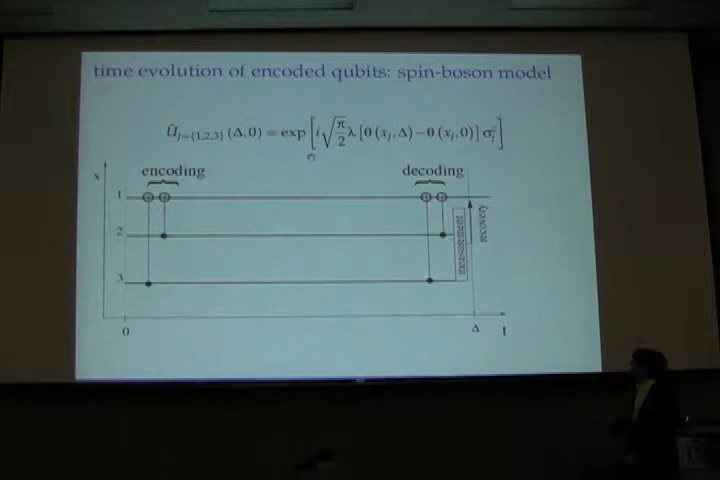 time evolution of encoded qubits: spin-boson model
Û_{j={1,2,3}} (Δ,0) = exp [ i√(π/2) λ [θ (x_j,Δ) − θ (x_j,0)] σ_j^z ]
encoding decoding
x
1
2
3
measurement
recovery
0 Δ t